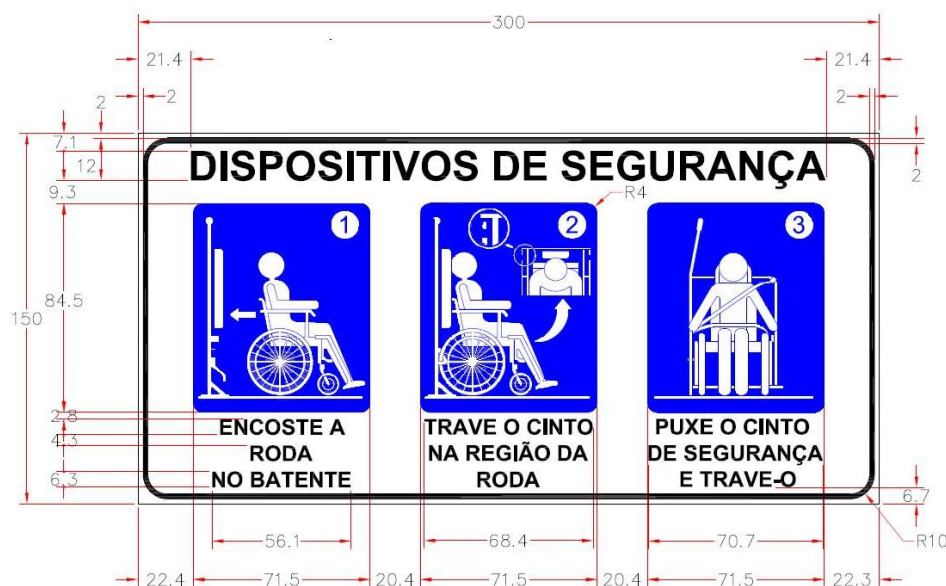 300
21.4
21.4
2
2
2
7.1
12
2
9.3
DISPOSITIVOS DE SEGURANÇA
R4
1
2
3
84.5
150
2.8
4.3
6.3
ENCOSTE A
RODA
NO BATENTE
TRAVE O CINTO
NA REGIÃO DA
RODA
PUXE O CINTO
DE SEGURANÇA
E TRAVE-O
6.7
R10
56.1
68.4
70.7
22.4
71.5
20.4
71.5
20.4
71.5
22.3